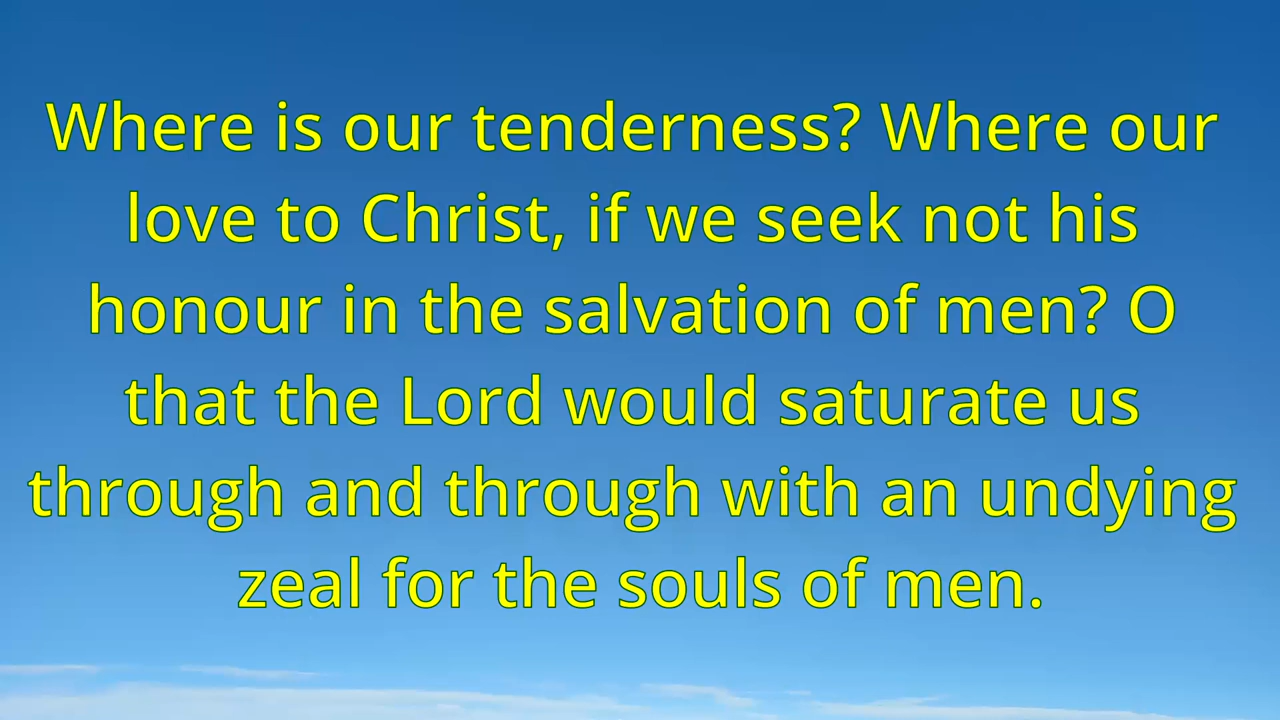 Where is our tenderness? Where our
love to Christ, if we seek not his
honour in the salvation of men? O
that the Lord would saturate us
through and through with an undying
zeal for the souls of men.